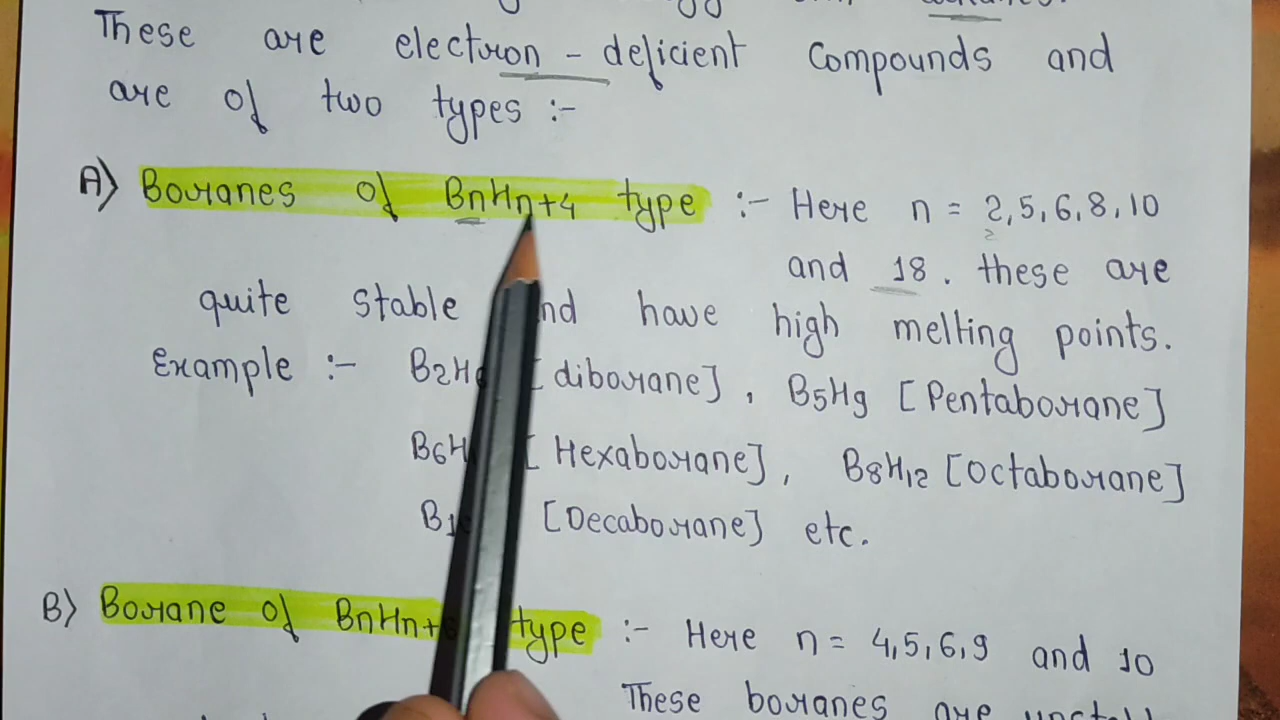 These are electron - deficient compounds and
are of two types :-
A) Boranes of BnHn+4 type :- Here n = 2,5,6,8,10
and 18. these are
quite stable and have high melting points.
Example :- B2H6 [diborane], B5H9 [Pentaborane]
B6H [Hexaborane], B8H12 [Octaborane]
[Decaborane] etc.
B) Borane of BnHn+ type :- Here n = 4,5,6,9 and 10
These boranes are